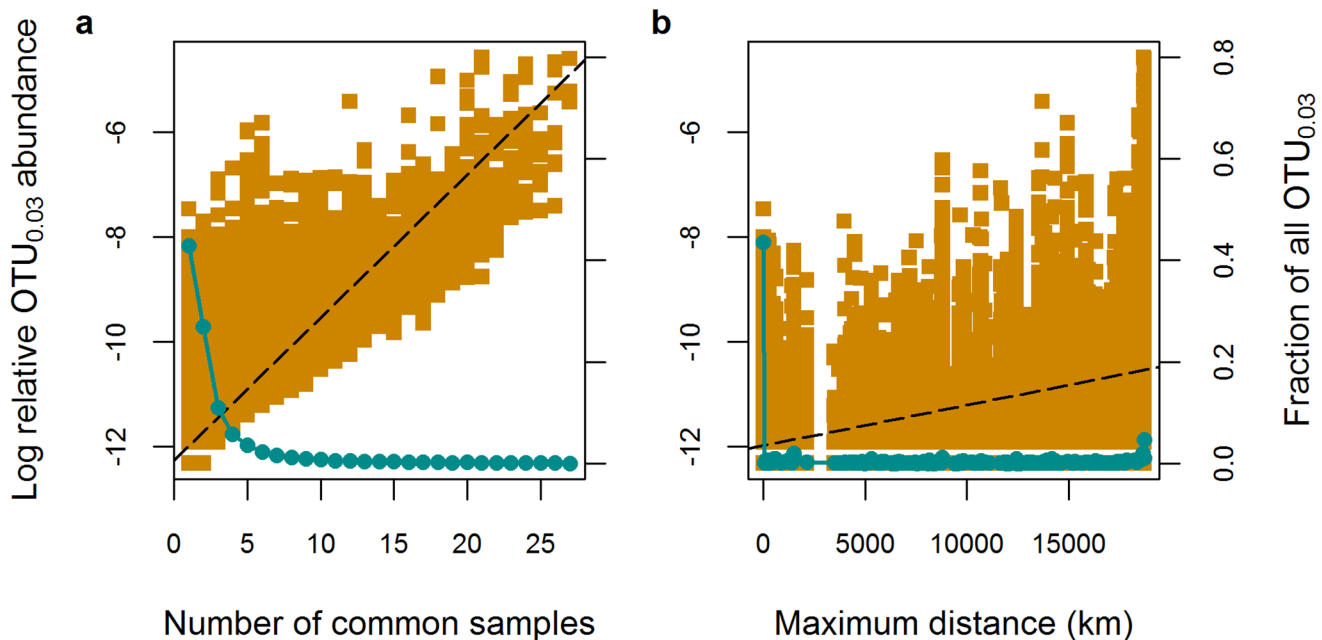 a
b
Log relative OTU0.03 abundance
-6
-8
-10
-12
0 5 10 15 20 25
Number of common samples
-6
-8
-10
-12
0 5000 10000 15000
Maximum distance (km)
0.8
0.6
0.4
0.2
0.0
Fraction of all OTU0.03